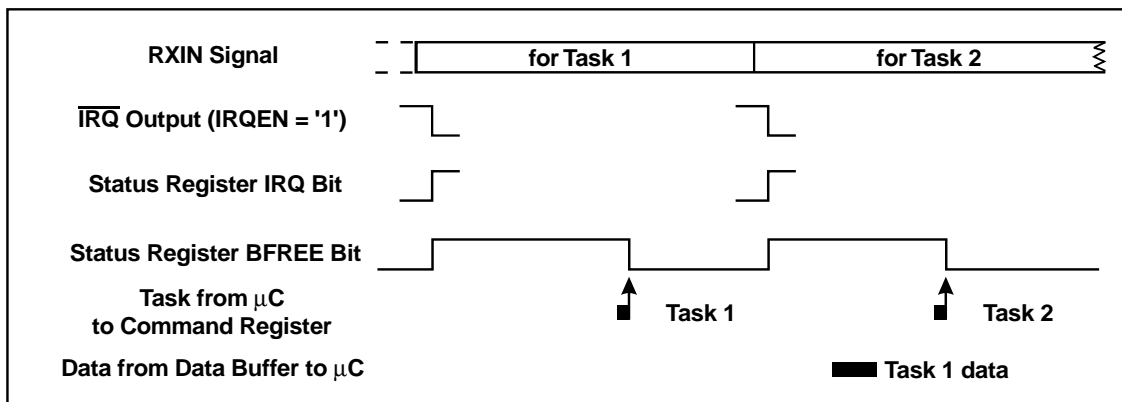 RXIN Signal
for Task 1
for Task 2
IRQ Output (IRQEN = '1')
Status Register IRQ Bit
Status Register BFREE Bit
Task from μC
to Command Register
Task 1
Task 2
Data from Data Buffer to μC
Task 1 data